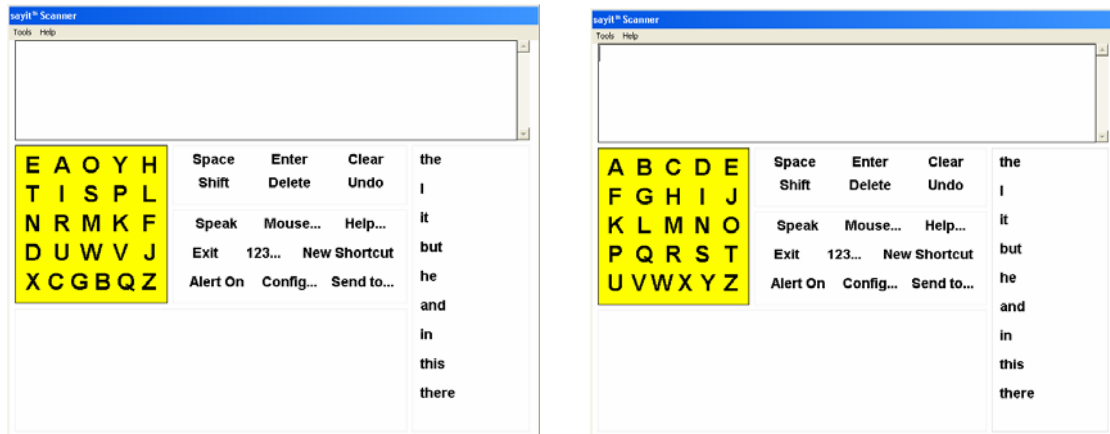 sayit™ Scanner
Tools Help
E A O Y H
T I S P L
N R M K F
D U W V J
X C G B Q Z
Space Enter Clear
Shift Delete Undo
Speak Mouse... Help...
Exit 123... New Shortcut
Alert On Config... Send to...
the
I
it
but
he
and
in
this
there
sayit™ Scanner
Tools Help
A B C D E
F G H I J
K L M N O
P Q R S T
U V W X Y Z
Space Enter Clear
Shift Delete Undo
Speak Mouse... Help...
Exit 123... New Shortcut
Alert On Config... Send to...
the
I
it
but
he
and
in
this
there